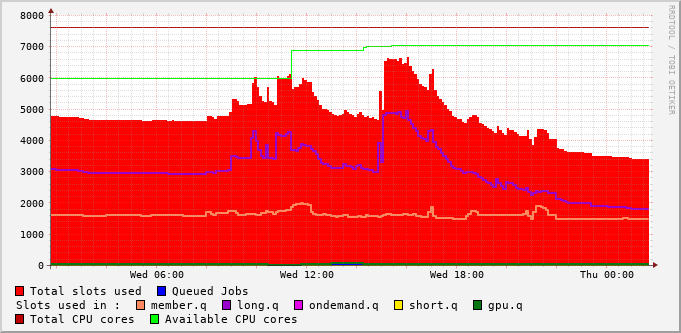 RRDTOOL / TOBI OETIKER
8000
7000
6000
5000
4000
3000
2000
1000
0
Wed 06:00 Wed 12:00 Wed 18:00 Thu 00:00
Total slots used Queued Jobs
Slots used in : member.q long.q ondemand.q short.q gpu.q
Total CPU cores Available CPU cores